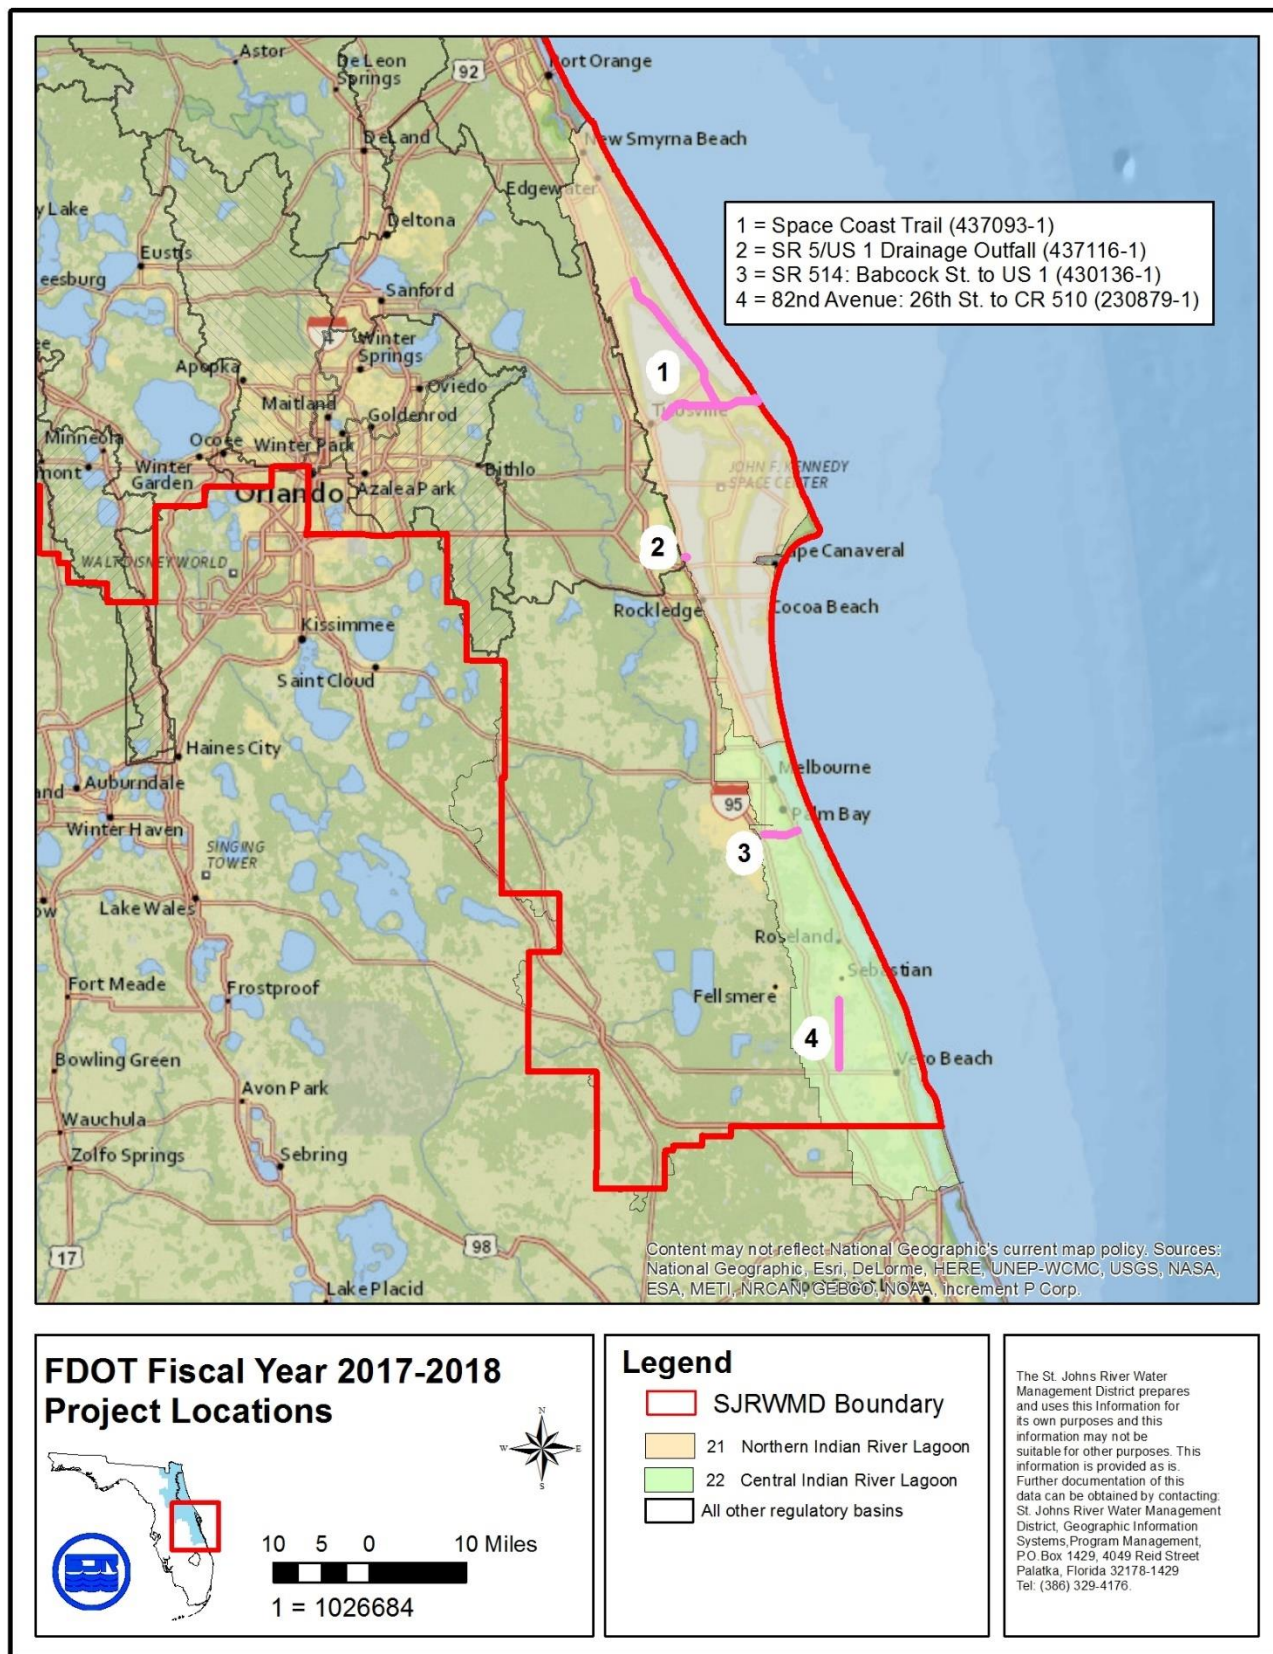 Astor
De Leon
Springs
92
Port Orange
DeLand
New Smyrna Beach
Edgewater
y Lake
Deltona
Eustis
eesburg
Sanford
4
Winter
Springs
Apopka
Oviedo
Maitland
Goldenrod
Minneola
Ocoee
Winter Park
mont
Winter
Garden
Bithlo
Orlando
Azalea Park
WALT DISNEY WORLD
Kissimmee
Saint Cloud
Haines City
Auburndale
and
Winter Haven
SINGING
TOWER
Lake Wales
ow
Fort Meade
Frostproof
Bowling Green
Avon Park
Wauchula
Zolfo Springs
Sebring
17
98
Lake Placid
1 = Space Coast Trail (437093-1)
2 = SR 5/US 1 Drainage Outfall (437116-1)
3 = SR 514: Babcock St. to US 1 (430136-1)
4 = 82nd Avenue: 26th St. to CR 510 (230879-1)
1
Titusville
JOHN F. KENNEDY
SPACE CENTER
2
Cape Canaveral
Rockledge
Cocoa Beach
Melbourne
95
Palm Bay
3
Roseland
Sebastian
Fellsmere
4
Vero Beach
Content may not reflect National Geographic's current map policy. Sources:
National Geographic, Esri, DeLorme, HERE, UNEP-WCMC, USGS, NASA,
ESA, METI, NRCAN, GEBCO, NOAA, increment P Corp.
FDOT Fiscal Year 2017-2018
Project Locations
N
W
E
S
10 5 0 10 Miles
1 = 1026684
Legend
SJRWMD Boundary
21 Northern Indian River Lagoon
22 Central Indian River Lagoon
All other regulatory basins
The St. Johns River Water
Management District prepares
and uses this Information for
its own purposes and this
information may not be
suitable for other purposes. This
information is provided as is.
Further documentation of this
data can be obtained by contacting:
St. Johns River Water Management
District, Geographic Information
Systems,Program Management,
P.O.Box 1429, 4049 Reid Street
Palatka, Florida 32178-1429
Tel: (386) 329-4176.